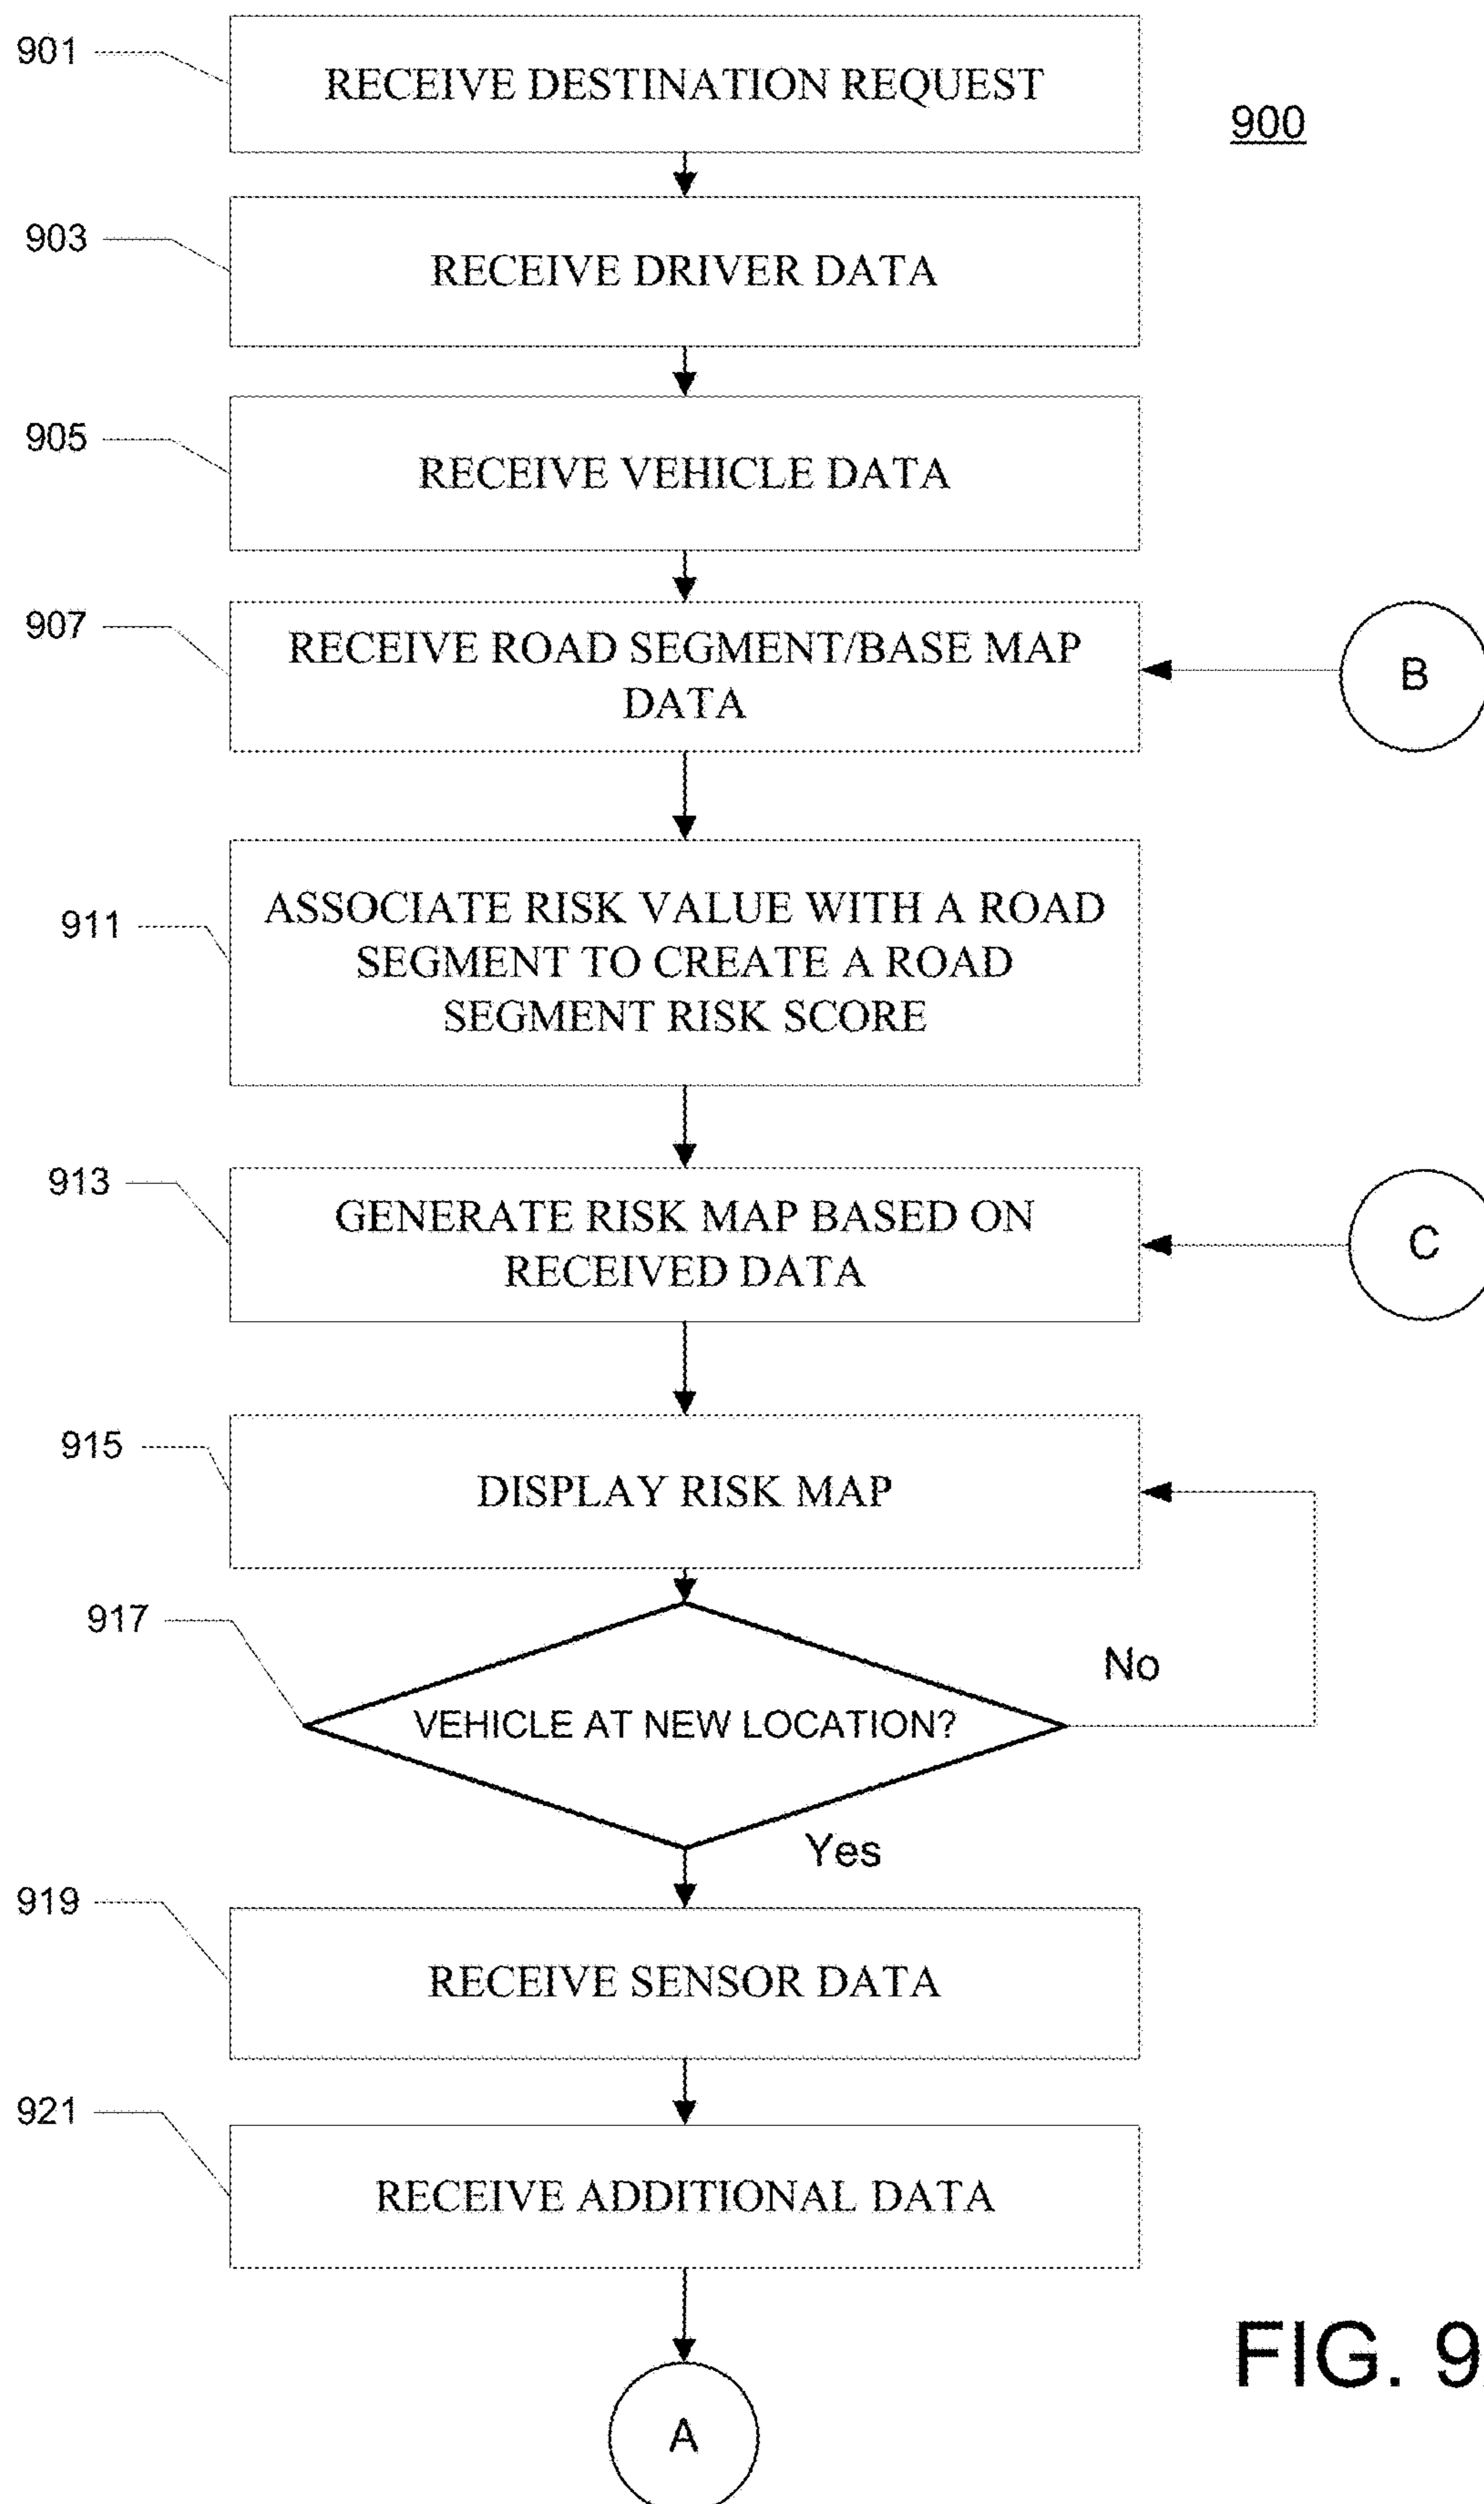 901
RECEIVE DESTINATION REQUEST
900
903
RECEIVE DRIVER DATA
905
RECEIVE VEHICLE DATA
907
RECEIVE ROAD SEGMENT/BASE MAP
DATA
B
911
ASSOCIATE RISK VALUE WITH A ROAD
SEGMENT TO CREATE A ROAD
SEGMENT RISK SCORE
913
GENERATE RISK MAP BASED ON
RECEIVED DATA
C
915
DISPLAY RISK MAP
917
VEHICLE AT NEW LOCATION?
No
Yes
919
RECEIVE SENSOR DATA
921
RECEIVE ADDITIONAL DATA
A
FIG. 9